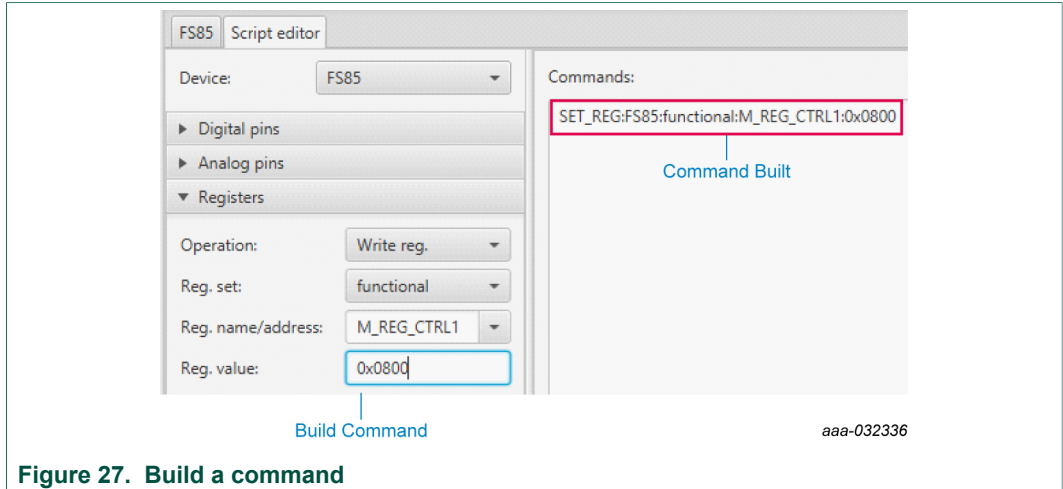 FS85 Script editor
Device: FS85
Commands:
SET_REG:FS85:functional:M_REG_CTRL1:0x0800
Command Built
Digital pins
Analog pins
Registers
Operation: Write reg.
Reg. set: functional
Reg. name/address: M_REG_CTRL1
Reg. value: 0x0800
Build Command
aaa-032336
Figure 27. Build a command